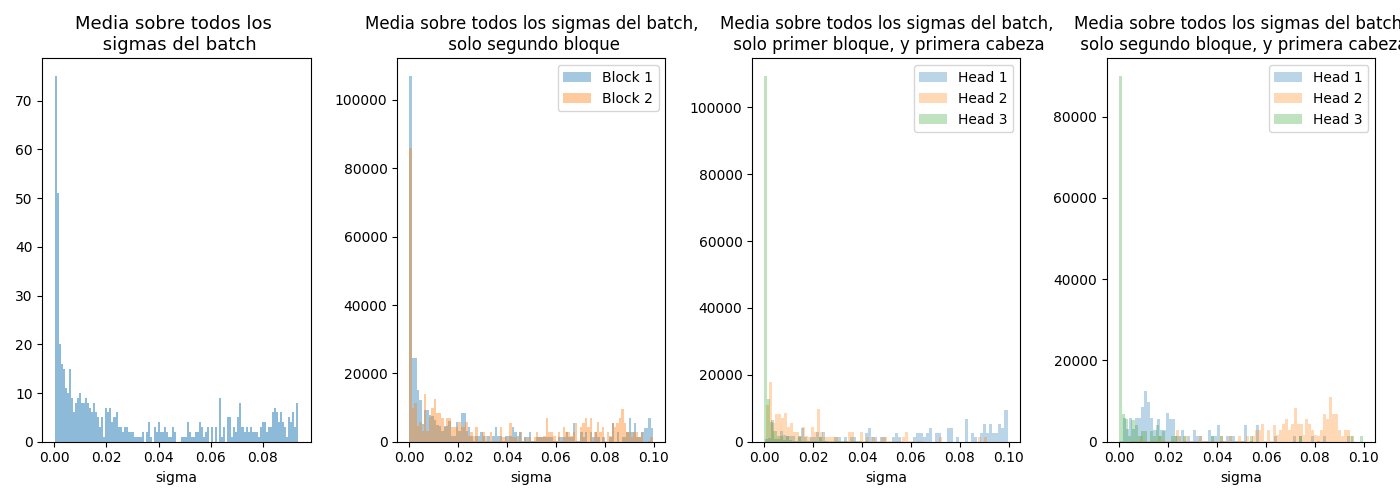 Media sobre todos los
sigmas del batch
70
60
50
40
30
20
10
0
0.00 0.02 0.04 0.06 0.08
sigma
Media sobre todos los sigmas del batch,
solo segundo bloque
Block 1
Block 2
100000
80000
60000
40000
20000
0
0.00 0.02 0.04 0.06 0.08 0.10
sigma
Media sobre todos los sigmas del batch,
solo primer bloque, y primera cabeza
Head 1
Head 2
Head 3
100000
80000
60000
40000
20000
0
0.00 0.02 0.04 0.06 0.08 0.10
sigma
Media sobre todos los sigmas del batch
solo segundo bloque, y primera cabeza
Head 1
Head 2
Head 3
80000
60000
40000
20000
0
0.00 0.02 0.04 0.06 0.08 0.10
sigma